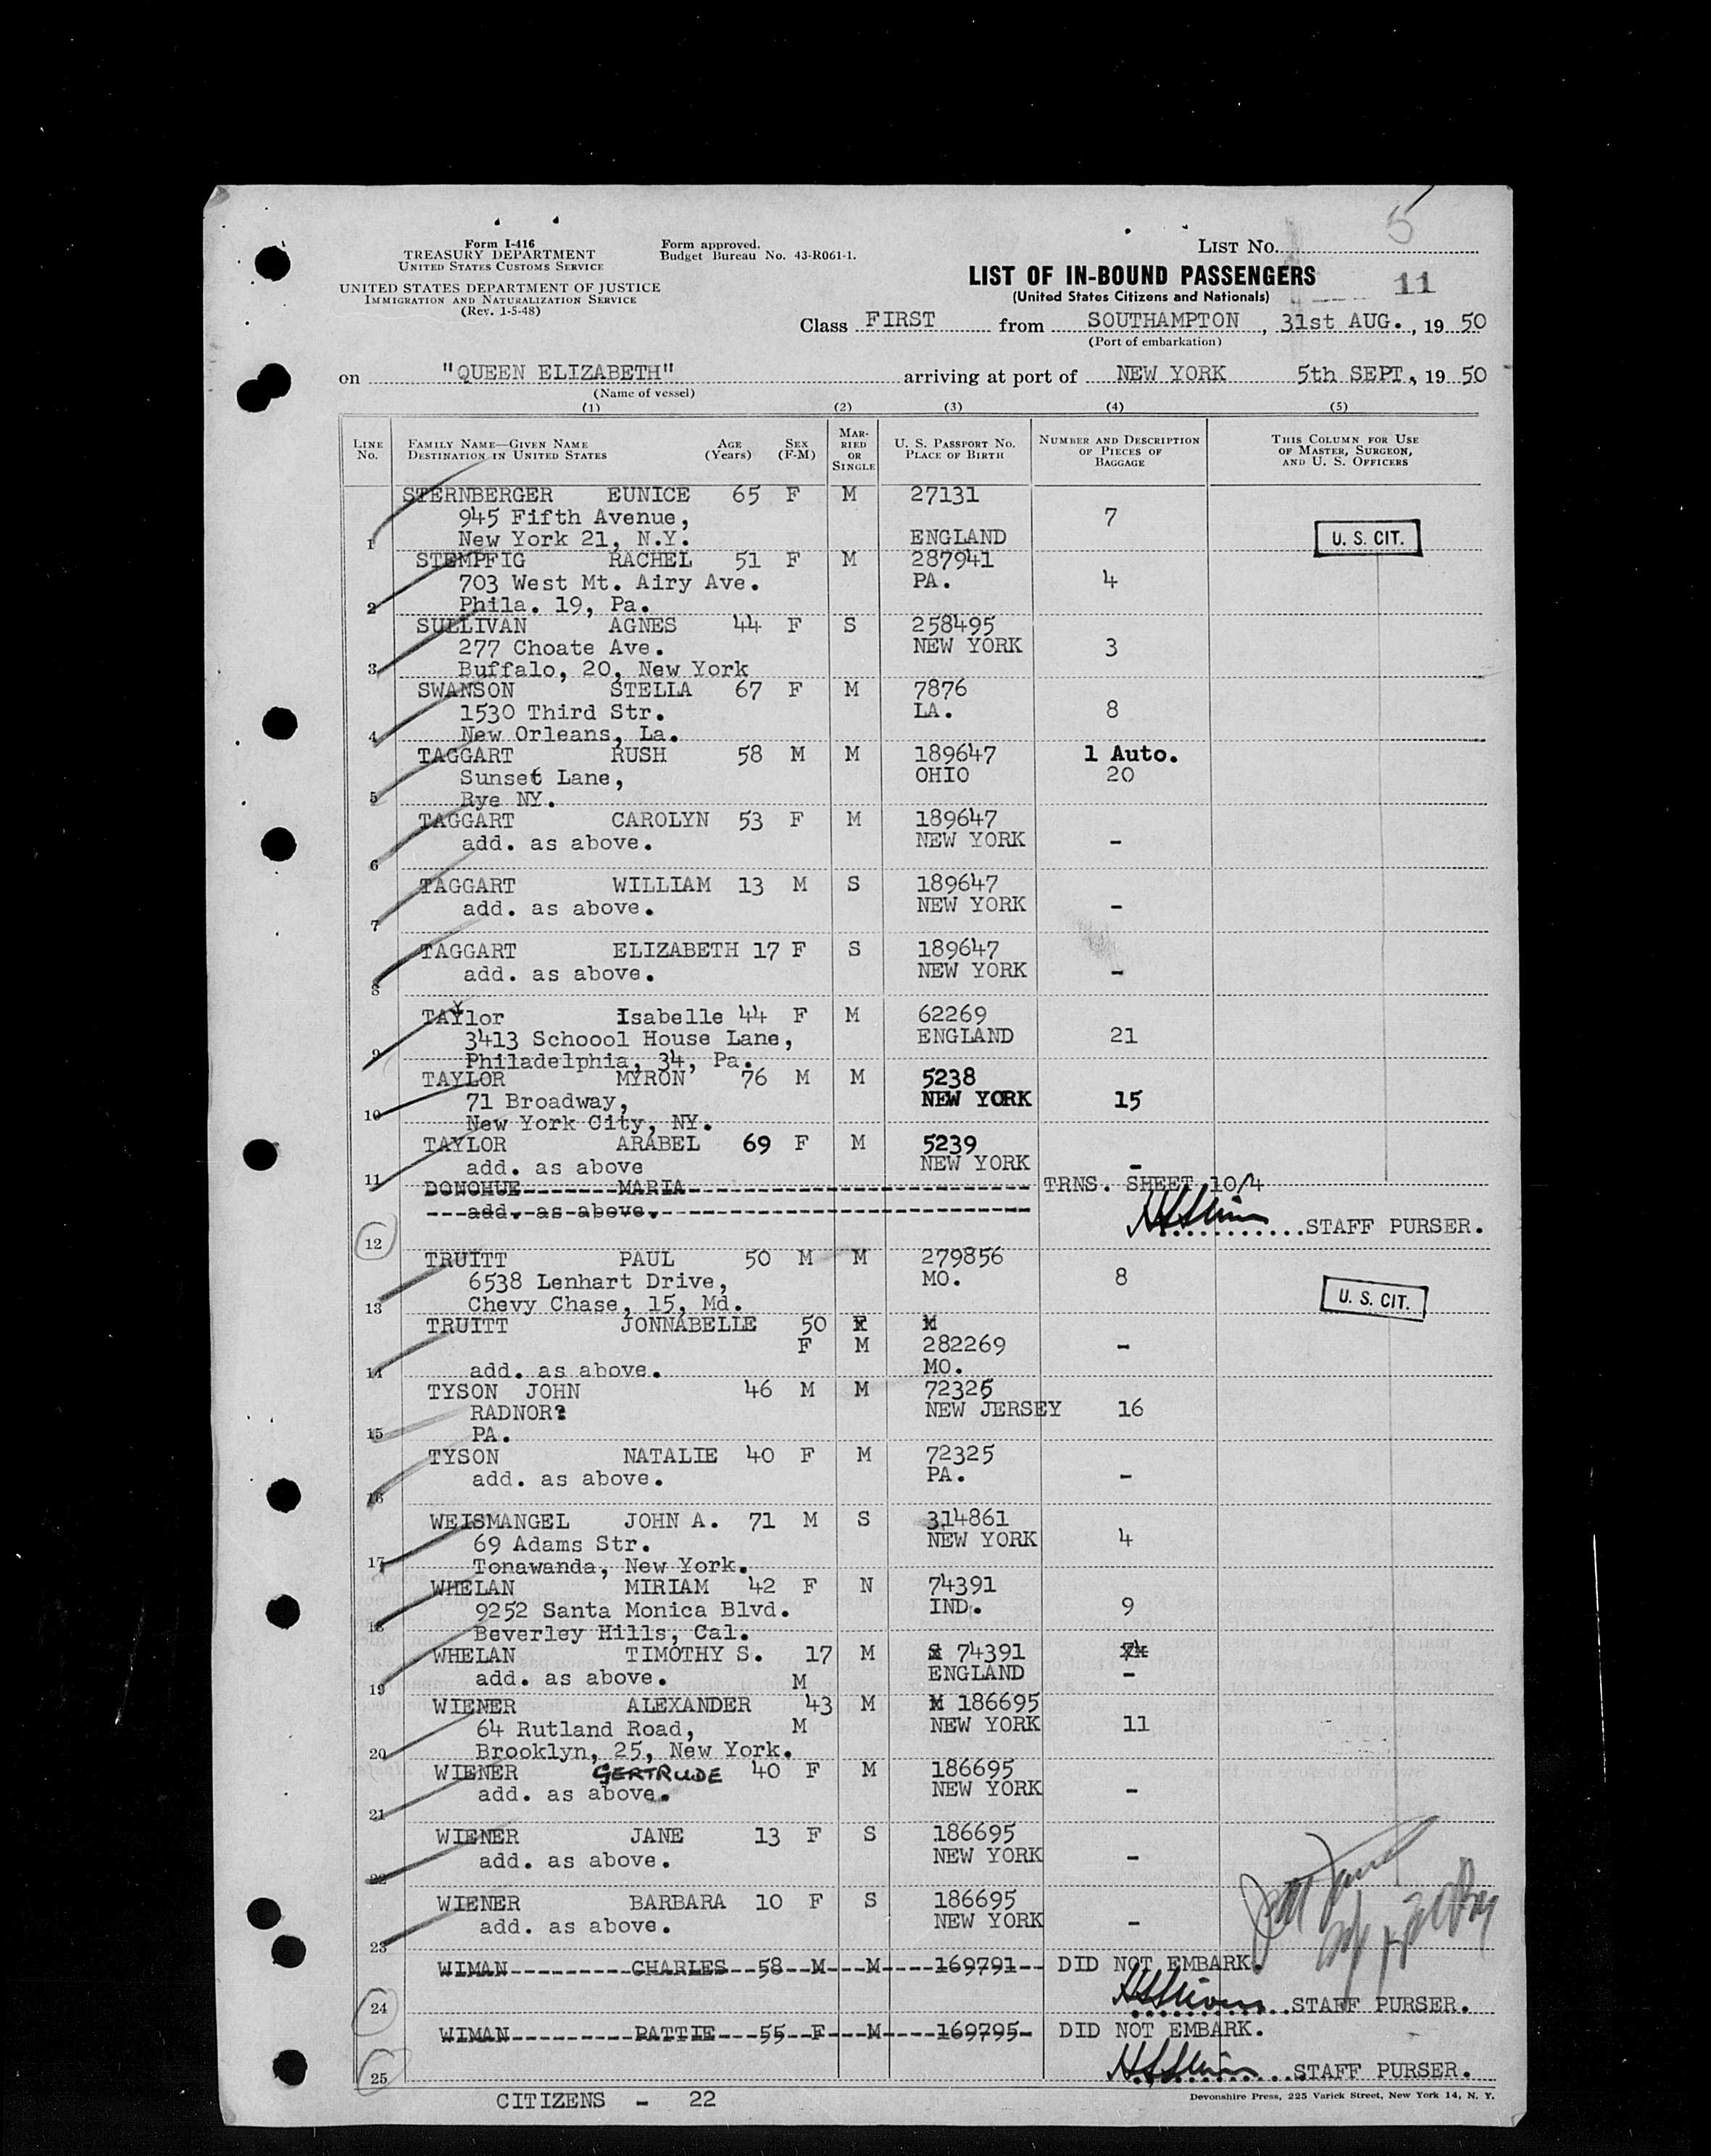 5
Form I-416
TREASURY DEPARTMENT
UNITED STATES CUSTOMS SERVICE
UNITED STATES DEPARTMENT OF JUSTICE
IMMIGRATION AND NATURALIZATION SERVICE
(Rev. 1-5-48)
Form approved.
Budget Bureau No. 43-R061-1.
LIST NO.
LIST OF IN-BOUND PASSENGERS
(United States Citizens and Nationals)
11
Class FIRST from SOUTHAMPTON, 31st AUG., 19 50
(Port of embarkation)
on "QUEEN ELIZABETH" arriving at port of NEW YORK 5th SEPT, 19 50
(Name of vessel)
(1) (2) (3) (4) (5)
LINE NO.
FAMILY NAME—GIVEN NAME
DESTINATION IN UNITED STATES
AGE (Years)
SEX (F-M)
MARRIED OR SINGLE
U. S. PASSPORT NO.
PLACE OF BIRTH
NUMBER AND DESCRIPTION OF PIECES OF BAGGAGE
THIS COLUMN FOR USE OF MASTER, SURGEON, AND U. S. OFFICERS
STERNBERGER EUNICE 65 F M 27131
945 Fifth Avenue, 7
1 New York 21, N.Y. ENGLAND U. S. CIT.
STEMPFIG RACHEL 51 F M 287941
703 West Mt. Airy Ave. PA. 4
2 Phila. 19, Pa.
SULLIVAN AGNES 44 F S 258495
277 Choate Ave. NEW YORK 3
3 Buffalo, 20, New York
SWANSON STELLA 67 F M 7876
1530 Third Str. LA. 8
4 New Orleans, La.
TAGGART RUSH 58 M M 189647 1 Auto.
Sunset Lane, OHIO 20
5 Rye NY.
TAGGART CAROLYN 53 F M 189647
add. as above. NEW YORK -
6
TAGGART WILLIAM 13 M S 189647
add. as above. NEW YORK -
7
TAGGART ELIZABETH 17 F S 189647
add. as above. NEW YORK -
8
TAYlor Isabelle 44 F M 62269
3413 Schoool House Lane, ENGLAND 21
9 Philadelphia, 34, Pa.
TAYLOR MYRON 76 M M 5238
71 Broadway, NEW YORK 15
10 New York City, NY.
TAYLOR ARABEL 69 F M 5239
add. as above NEW YORK -
11
DONOHUE MARIA TRNS. SHEET 10/4
add. as above. STAFF PURSER.
12
TRUITT PAUL 50 M M 279856
6538 Lenhart Drive, MO. 8
13 Chevy Chase, 15, Md. U. S. CIT.
TRUITT JONNABELLE 50 F M
F M 282269 -
14 add. as above. MO.
TYSON JOHN 46 M M 72325
RADNOR? NEW JERSEY 16
15 PA.
TYSON NATALIE 40 F M 72325
add. as above. PA. -
16
WEISMANGEL JOHN A. 71 M S 314861
69 Adams Str. NEW YORK 4
17 Tonawanda, New York.
WHELAN MIRIAM 42 F N 74391
9252 Santa Monica Blvd. IND. 9
18 Beverley Hills, Cal.
WHELAN TIMOTHY S. 17 M S 74391 74
add. as above. M ENGLAND -
19
WIENER ALEXANDER 43 M M 186695
64 Rutland Road, M NEW YORK 11
20 Brooklyn, 25, New York.
WIENER GERTRUDE 40 F M 186695
add. as above. NEW YORK -
21
WIENER JANE 13 F S 186695
add. as above. NEW YORK -
22
WIENER BARBARA 10 F S 186695
add. as above. NEW YORK -
23
WIMAN CHARLES 58 M M 169791 DID NOT EMBARK.
24 STAFF PURSER.
WIMAN PATTIE 55 F M 169795 DID NOT EMBARK.
25 STAFF PURSER.
CITIZENS - 22
Devonshire Press, 225 Varick Street, New York 14, N. Y.